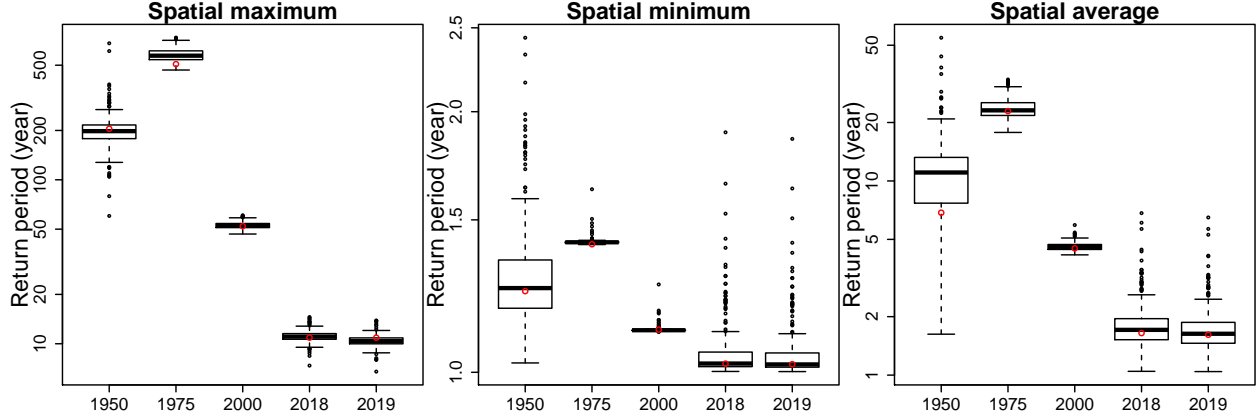 Spatial maximum
Return period (year)
500
200
100
50
20
10
1950 1975 2000 2018 2019
Spatial minimum
Return period (year)
2.5
2.0
1.5
1.0
1950 1975 2000 2018 2019
Spatial average
Return period (year)
50
20
10
5
2
1
1950 1975 2000 2018 2019